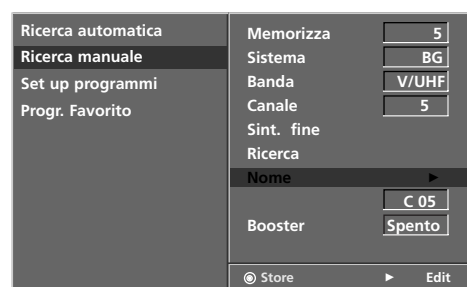 Ricerca automatica
Ricerca manuale
Set up programmi
Progr. Favorito
Memorizza 5
Sistema BG
Banda V/UHF
Canale 5
Sint. fine
Ricerca
Nome ►
C 05
Booster Spento
◉ Store ► Edit